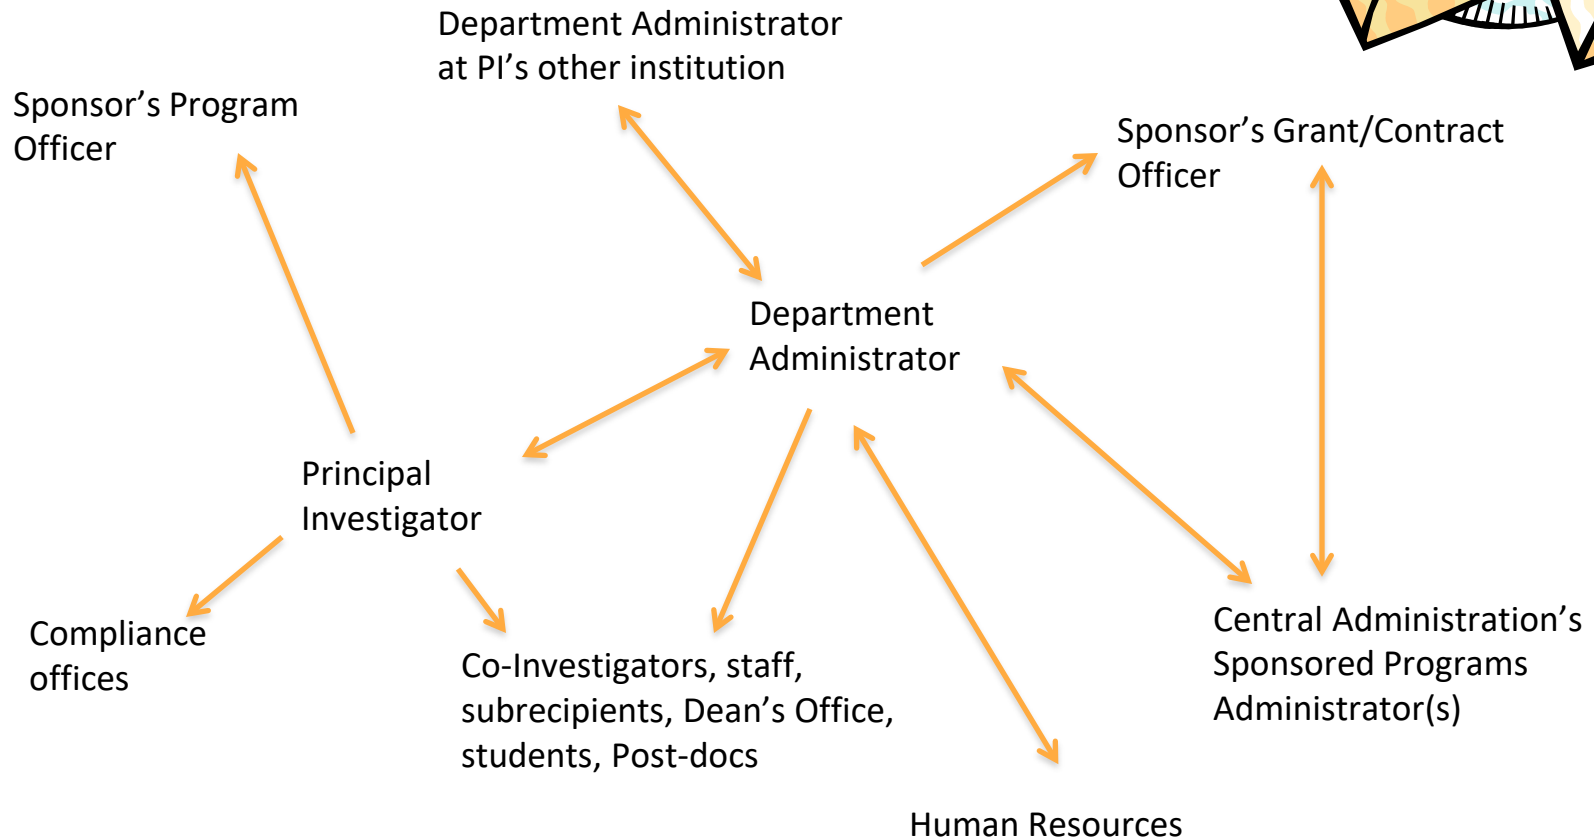 Department Administrator
at PI’s other institution
Sponsor’s Program
Officer
Sponsor’s Grant/Contract
Officer
Department
Administrator
Principal
Investigator
Compliance
offices
Co-Investigators, staff,
subrecipients, Dean’s Office,
students, Post-docs
Central Administration’s
Sponsored Programs
Administrator(s)
Human Resources